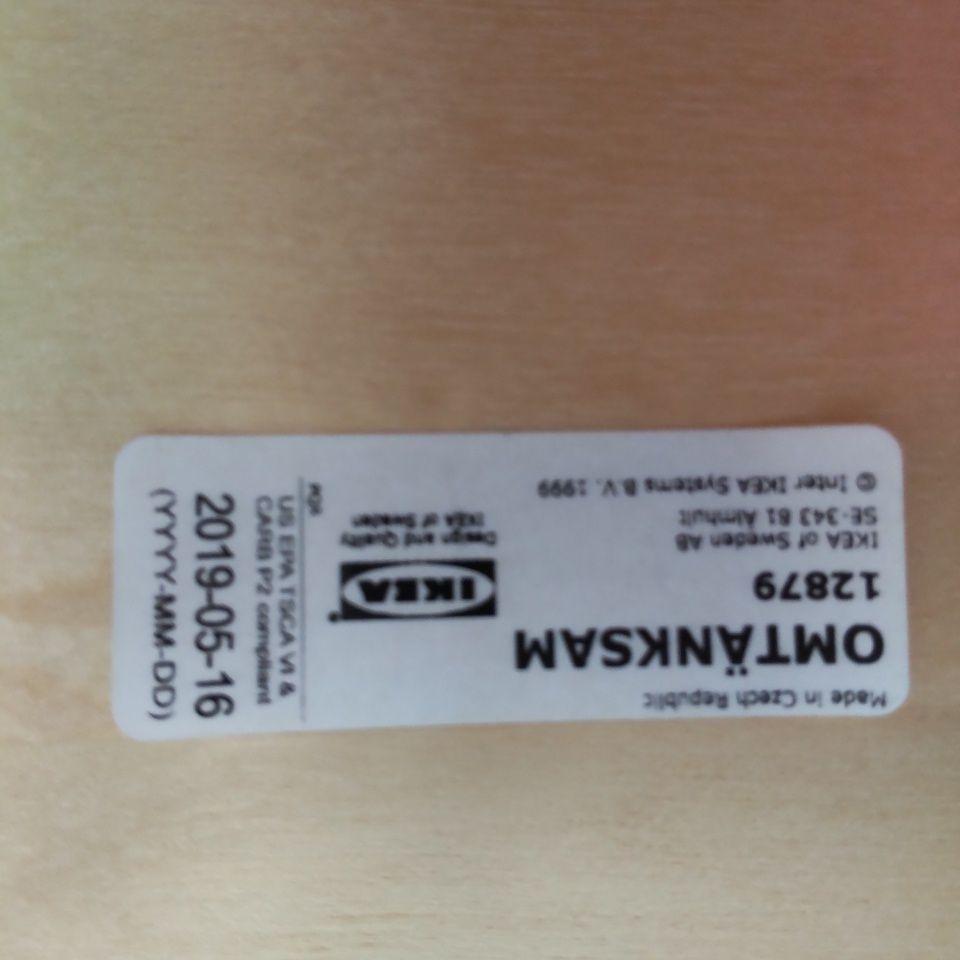 Made in Czech Republic
OMTÄNKSAM
12879
IKEA of Sweden AB
SE-343 81 Älmhult
© Inter IKEA Systems B.V. 1999
IKEA
Design and Quality
IKEA of Sweden
US EPA TSCA VI &
CARB P2 compliant
2019-05-16
(YYYY-MM-DD)